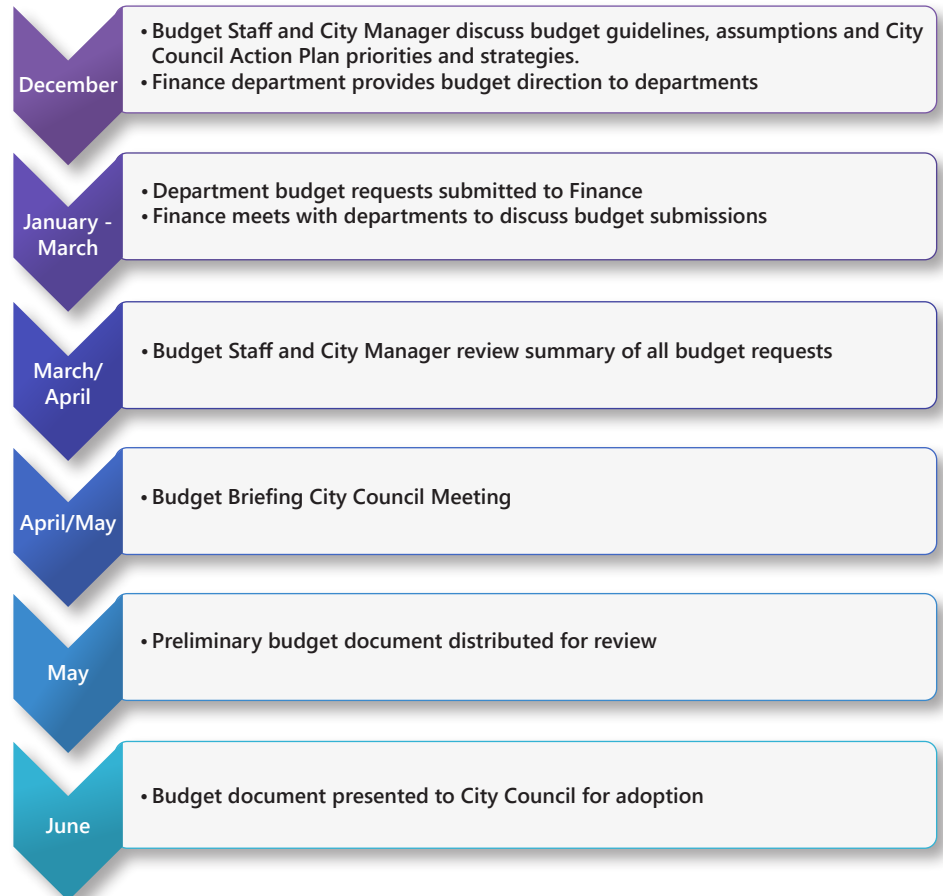 December
• Budget Staff and City Manager discuss budget guidelines, assumptions and City
Council Action Plan priorities and strategies.
• Finance department provides budget direction to departments
January -
March
• Department budget requests submitted to Finance
• Finance meets with departments to discuss budget submissions
March/
April
• Budget Staff and City Manager review summary of all budget requests
April/May
• Budget Briefing City Council Meeting
May
• Preliminary budget document distributed for review
June
• Budget document presented to City Council for adoption